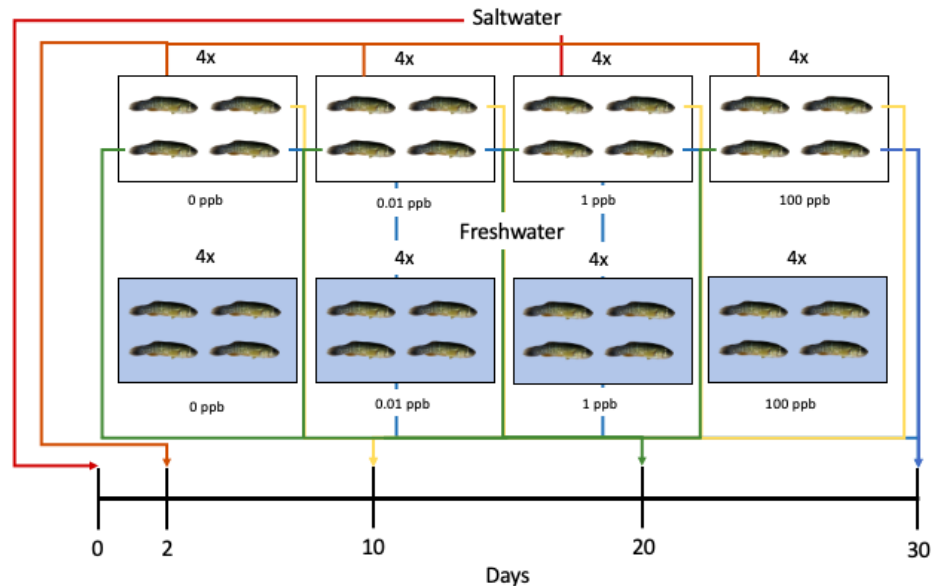 Saltwater
4x 4x 4x 4x
0 ppb 0.01 ppb 1 ppb 100 ppb
Freshwater
4x 4x 4x 4x
0 ppb 0.01 ppb 1 ppb 100 ppb
0 2 10 20 30
Days